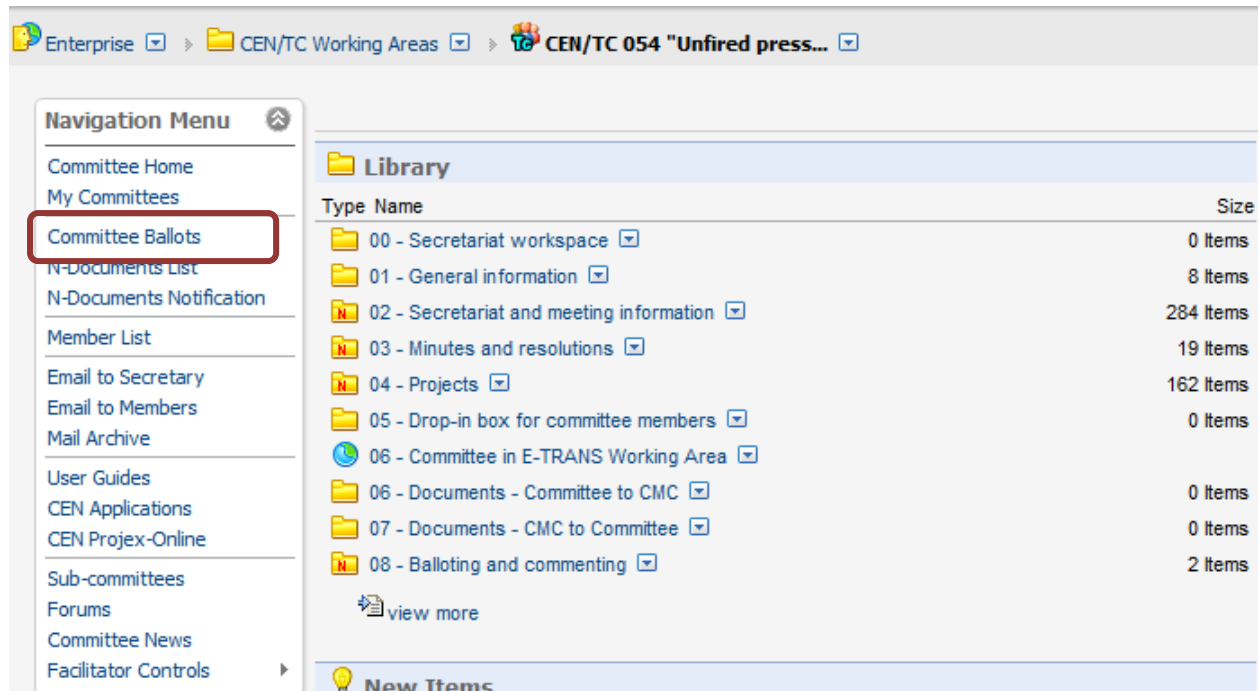 Enterprise » CEN/TC Working Areas » CEN/TC 054 "Unfired press...
Navigation Menu
Committee Home
My Committees
Committee Ballots
N-Documents List
N-Documents Notification
Member List
Email to Secretary
Email to Members
Mail Archive
User Guides
CEN Applications
CEN Projex-Online
Sub-committees
Forums
Committee News
Facilitator Controls
Library
Type Name Size
00 - Secretariat workspace 0 Items
01 - General information 8 Items
02 - Secretariat and meeting information 284 Items
03 - Minutes and resolutions 19 Items
04 - Projects 162 Items
05 - Drop-in box for committee members 0 Items
06 - Committee in E-TRANS Working Area
06 - Documents - Committee to CMC 0 Items
07 - Documents - CMC to Committee 0 Items
08 - Balloting and commenting 2 Items
view more
New Items